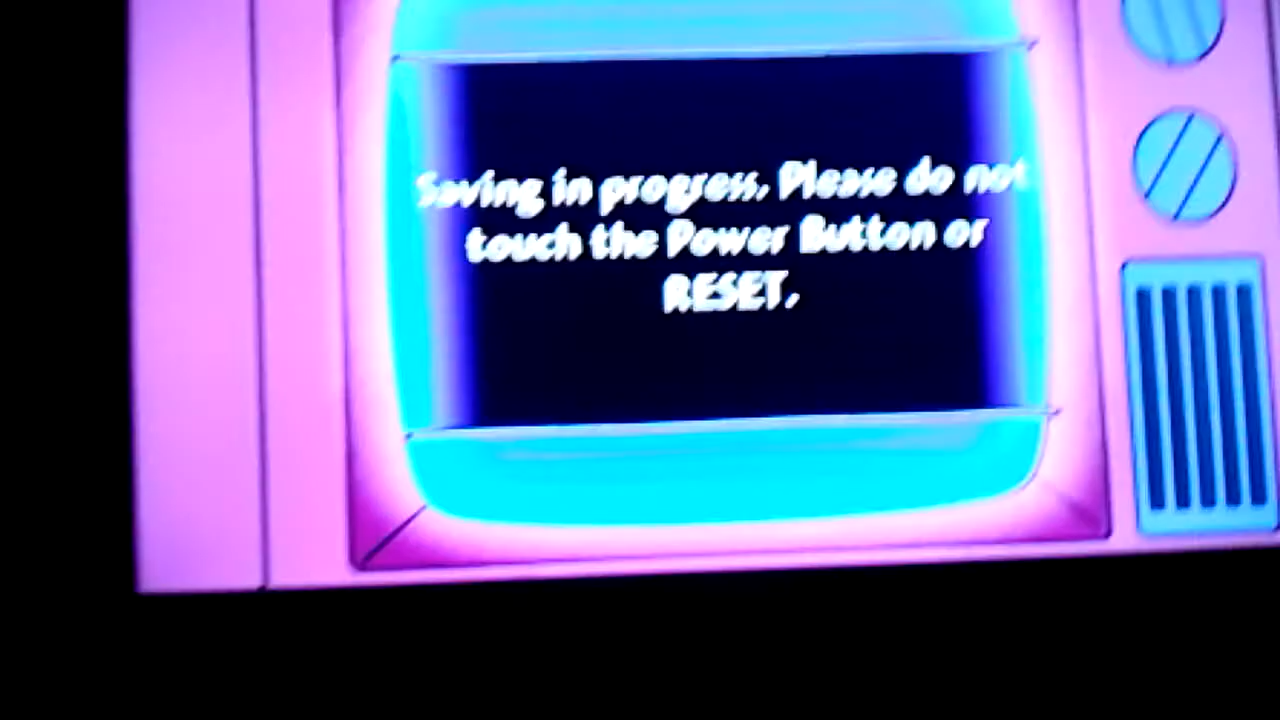 Saving in progress. Please do not
touch the Power Button or
RESET.